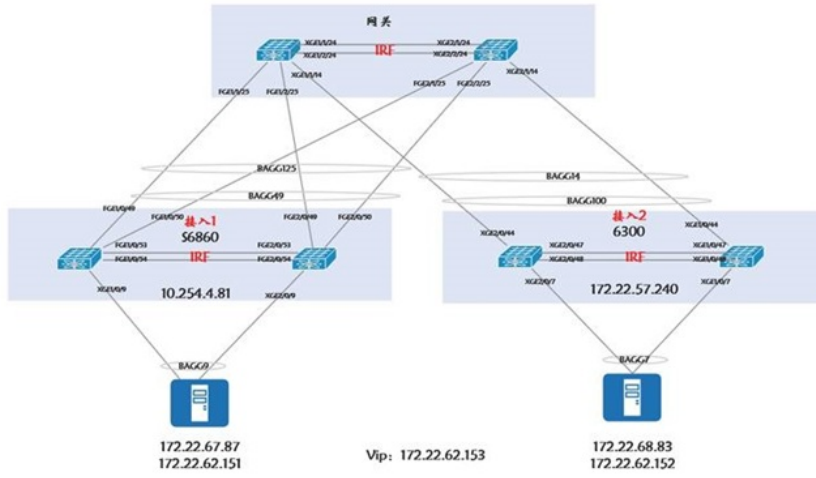 网关
XGE1/1/24
XGE2/1/24
IRF
XGE1/2/24
XGE2/2/24
XGE1/1/14
XGE2/1/14
FGE1/1/25
FGE1/2/25
FGE2/1/25
FGE2/2/25
BAGG125
BAGG14
BAGG49
BAGG100
FGE1/0/49
FGE1/0/50
FGE2/0/49
FGE2/0/50
接入1
S6860
FGE1/0/53
FGE2/0/53
IRF
FGE1/0/54
FGE2/0/54
XGE1/0/9
XGE2/0/9
10.254.4.81
接入2
6300
XGE2/0/44
XGE1/0/44
XGE2/0/47
XGE1/0/47
IRF
XGE2/0/48
XGE2/0/7
XGE1/0/7
172.22.57.240
BAGG9
BAGG7
172.22.67.87
172.22.62.151
Vip: 172.22.62.153
172.22.68.83
172.22.62.152